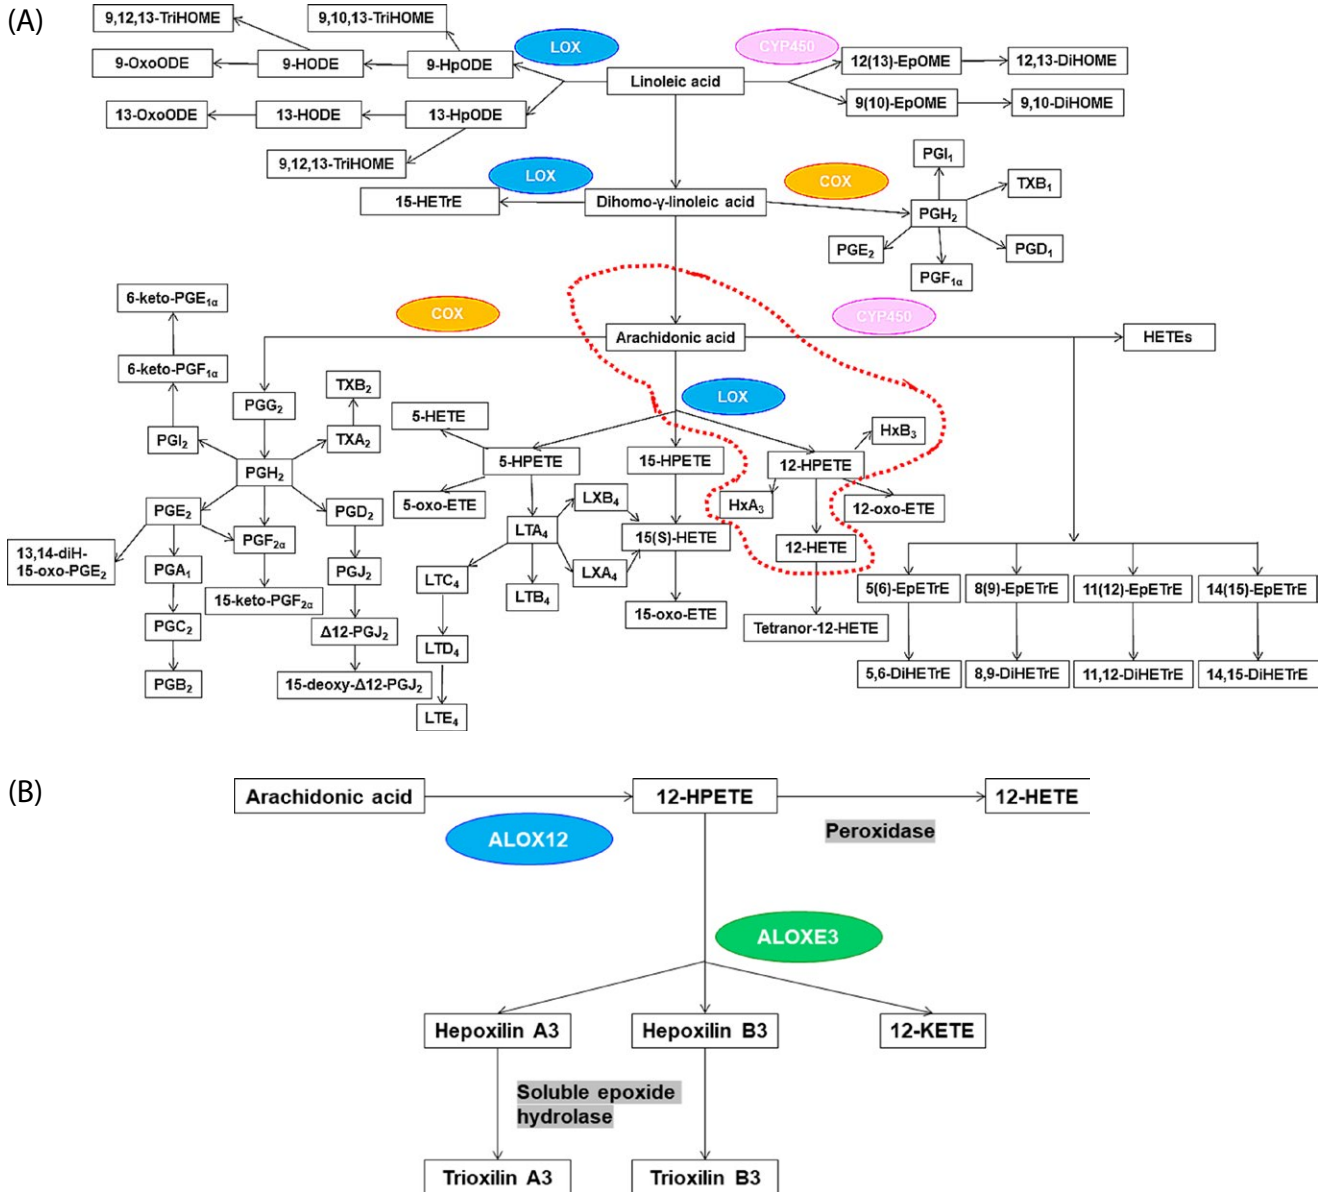 (A)
9,12,13-TriHOME
9,10,13-TriHOME
LOX
CYP450
9-OxoODE
9-HODE
9-HpODE
Linoleic acid
12(13)-EpOME
12,13-DiHOME
13-OxoODE
13-HODE
13-HpODE
9(10)-EpOME
9,10-DiHOME
9,12,13-TriHOME
LOX
COX
PGI1
TXB1
15-HETrE
Dihomo-γ-linoleic acid
PGH2
PGE2
PGD1
PGF1α
6-keto-PGE1α
COX
CYP450
Arachidonic acid
HETEs
6-keto-PGF1α
TXB2
PGG2
LOX
5-HETE
HxB3
PGI2
TXA2
5-HPETE
15-HPETE
12-HPETE
PGH2
5-oxo-ETE
LXB4
HxA3
12-oxo-ETE
PGE2
PGD2
LTA4
15(S)-HETE
12-HETE
PGF2α
13,14-diH-
15-oxo-PGE2
PGA1
PGJ2
LTC4
LXA4
5(6)-EpETrE
8(9)-EpETrE
11(12)-EpETrE
14(15)-EpETrE
15-keto-PGF2α
LTB4
15-oxo-ETE
Tetranor-12-HETE
PGC2
Δ12-PGJ2
LTD4
5,6-DiHETrE
8,9-DiHETrE
11,12-DiHETrE
14,15-DiHETrE
PGB2
15-deoxy-Δ12-PGJ2
LTE4
(B)
Arachidonic acid
12-HPETE
12-HETE
ALOX12
Peroxidase
ALOXE3
Hepoxilin A3
Hepoxilin B3
12-KETE
Soluble epoxide
hydrolase
Trioxilin A3
Trioxilin B3